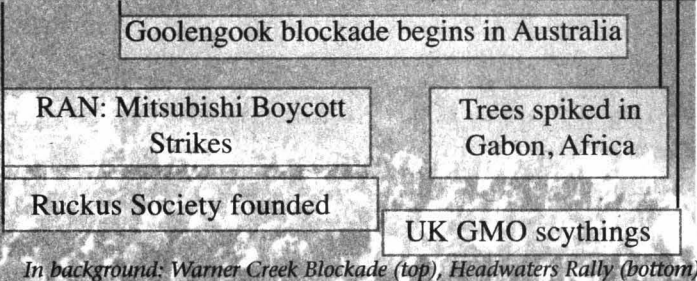 Goolengook blockade begins in Australia
RAN: Mitsubishi Boycott
Strikes
Trees spiked in
Gabon, Africa
Ruckus Society founded
UK GMO scythings
In background: Warner Creek Blockade (top), Headwaters Rally (bottom)